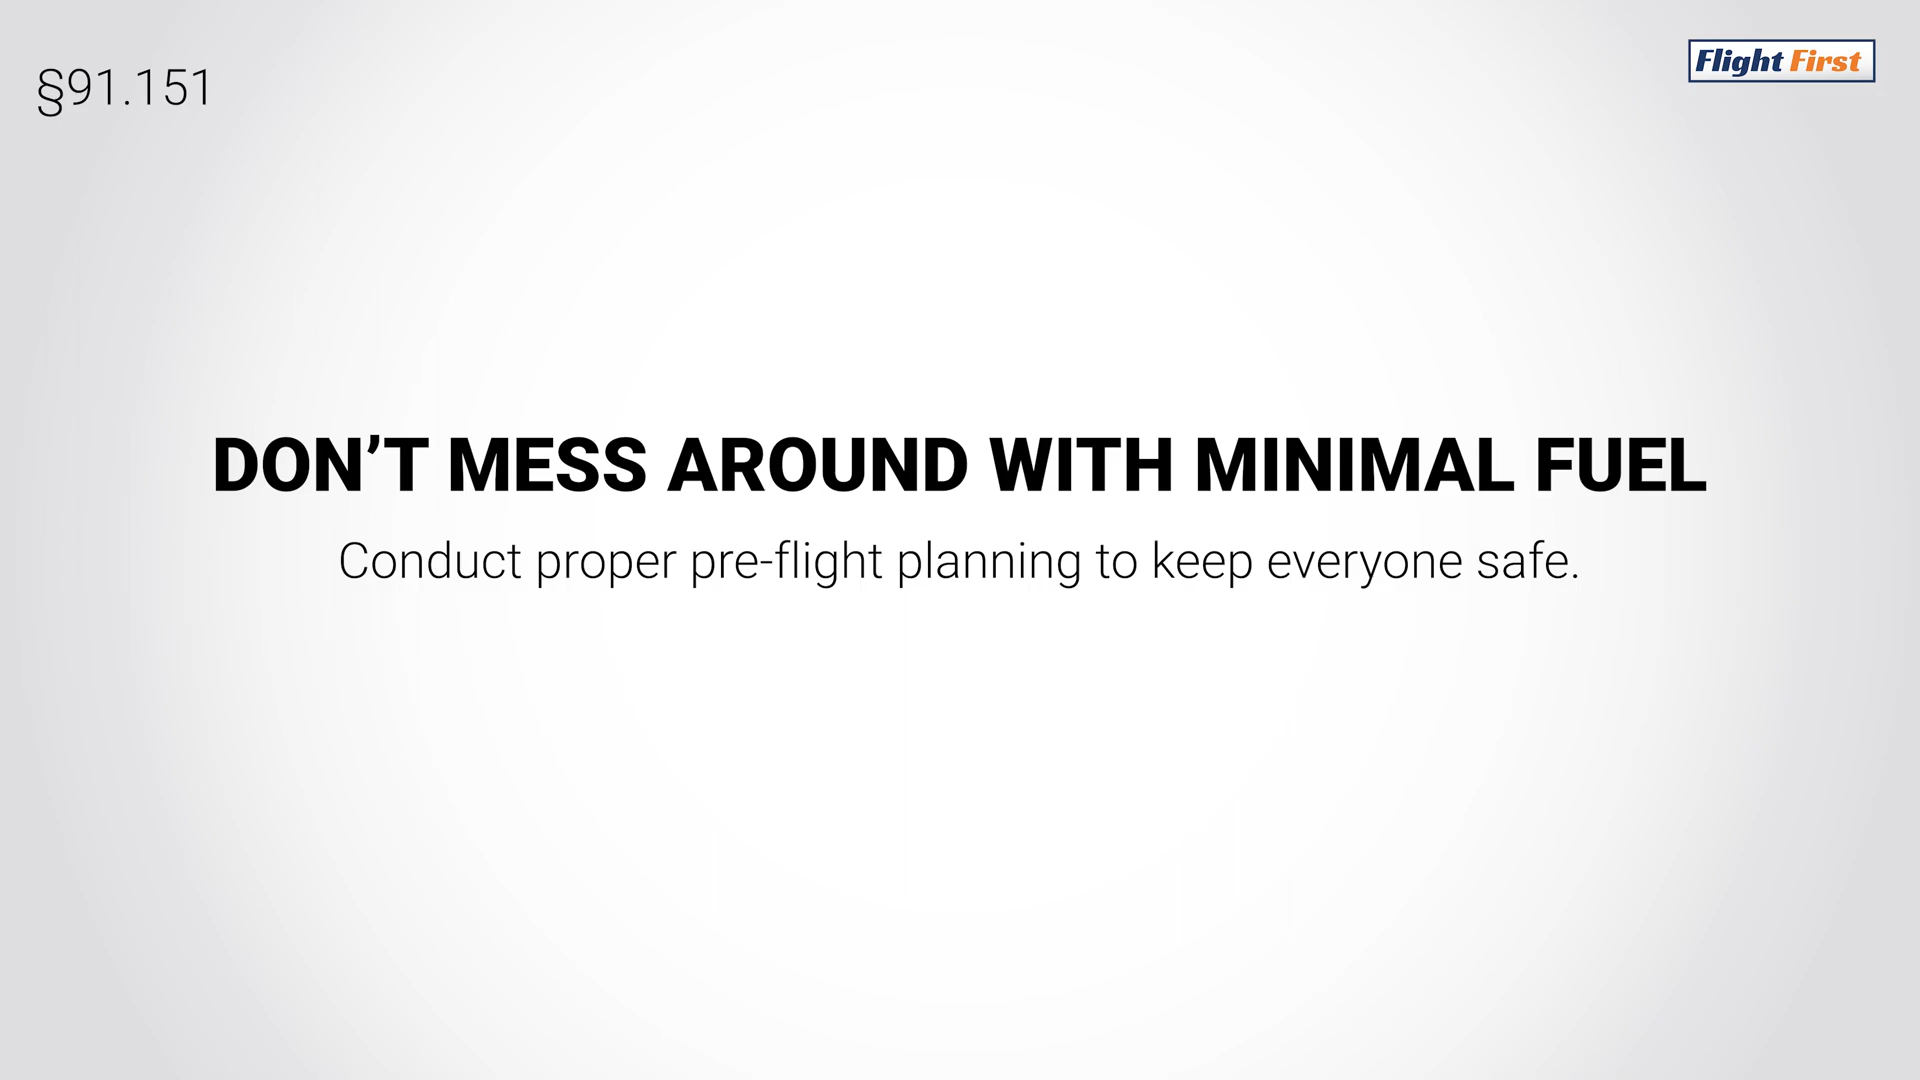 §91.151
Flight First
DON’T MESS AROUND WITH MINIMAL FUEL
Conduct proper pre-flight planning to keep everyone safe.